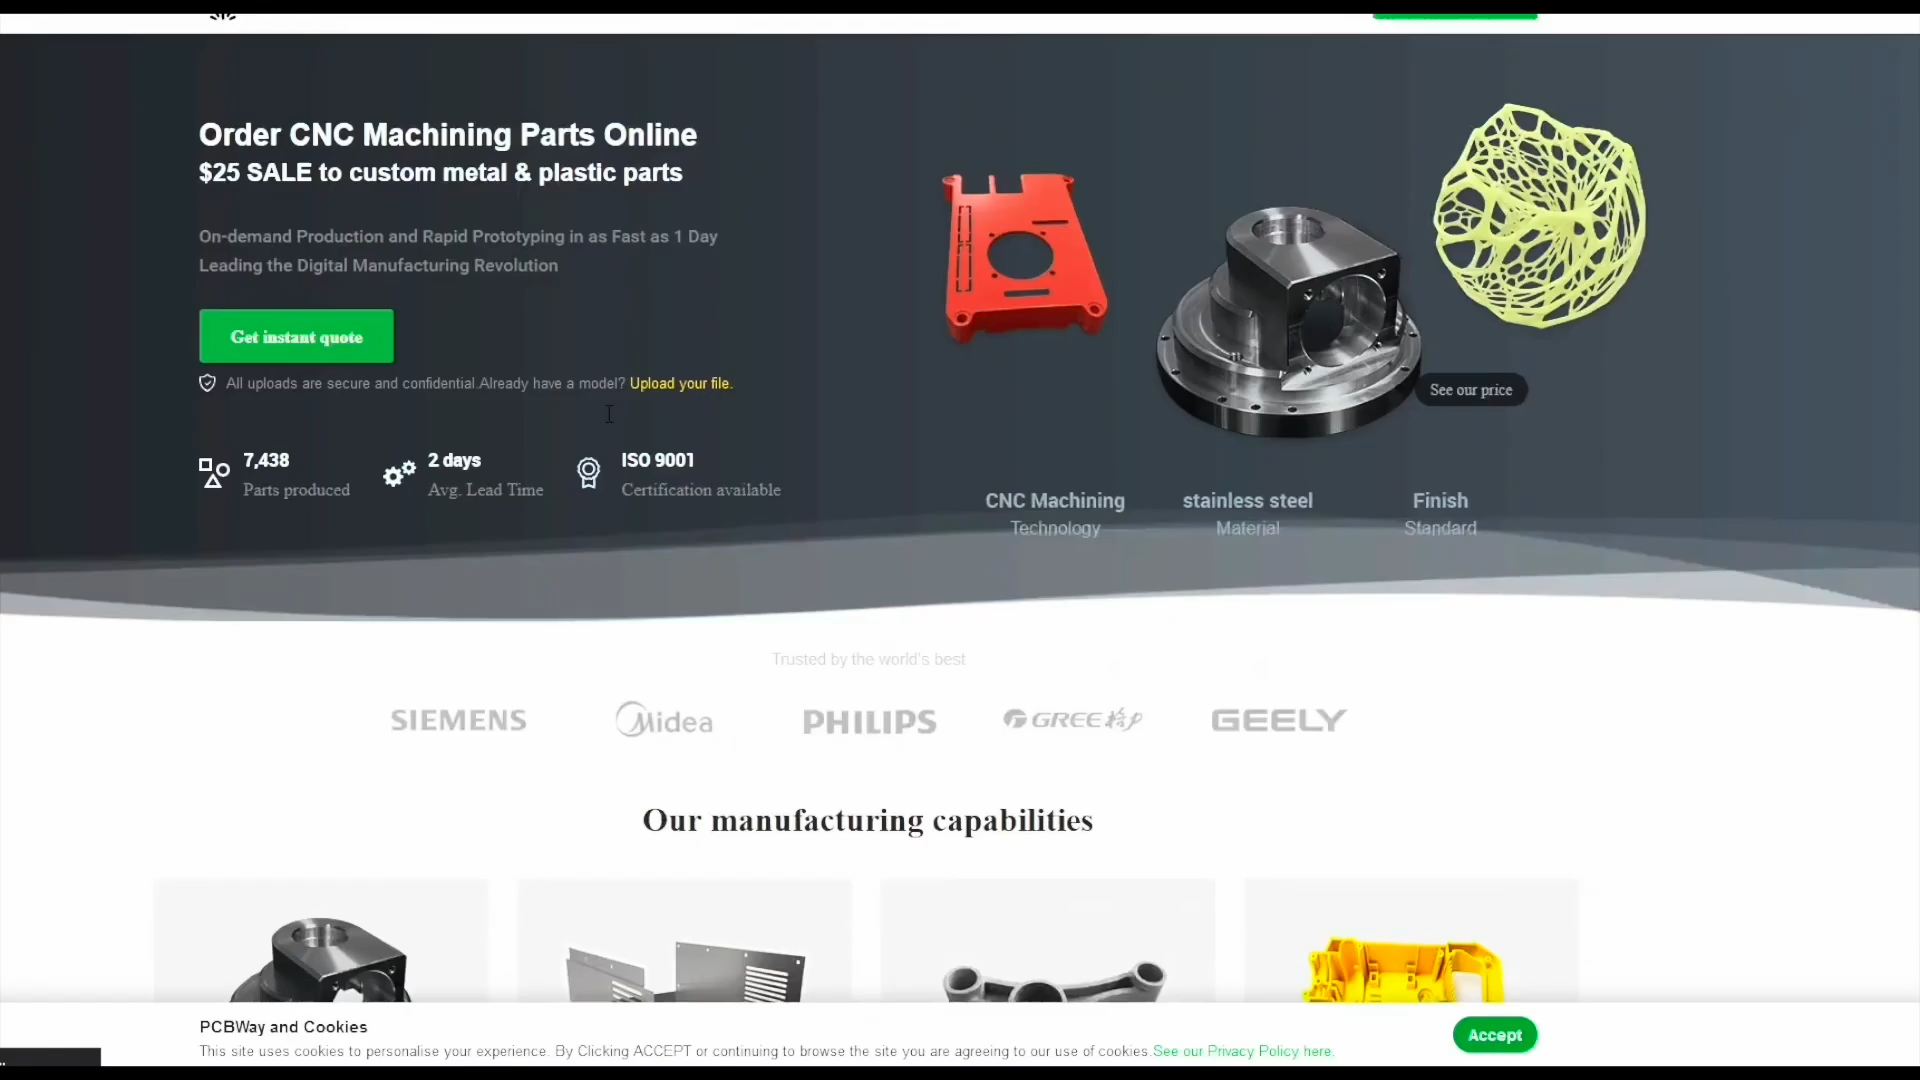 Order CNC Machining Parts Online
$25 SALE to custom metal & plastic parts
On-demand Production and Rapid Prototyping in as Fast as 1 Day
Leading the Digital Manufacturing Revolution
Get instant quote
All uploads are secure and confidential.Already have a model? Upload your file.
7,438
Parts produced
2 days
Avg. Lead Time
ISO 9001
Certification available
See our price
CNC Machining
Technology
stainless steel
Material
Finish
Standard
Trusted by the world's best
SIEMENS
Midea
PHILIPS
GREE 格力
GEELY
Our manufacturing capabilities
PCBWay and Cookies
This site uses cookies to personalise your experience. By Clicking ACCEPT or continuing to browse the site you are agreeing to our use of cookies.See our Privacy Policy here.
Accept